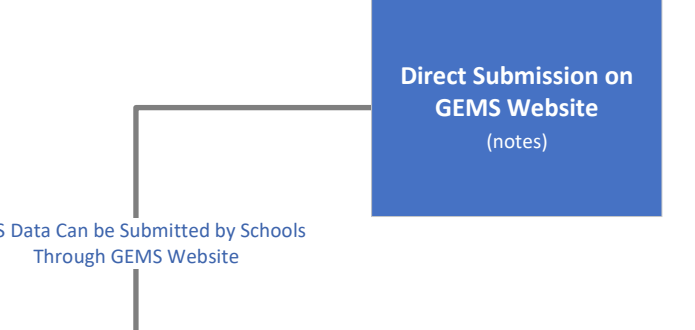 Direct Submission on
GEMS Website
(notes)
S Data Can be Submitted by Schools
Through GEMS Website